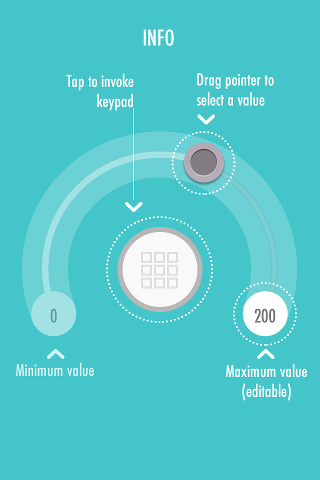 INFO
Tap to invoke
keypad
Drag pointer to
select a value
0
200
Minimum value
Maximum value
(editable)